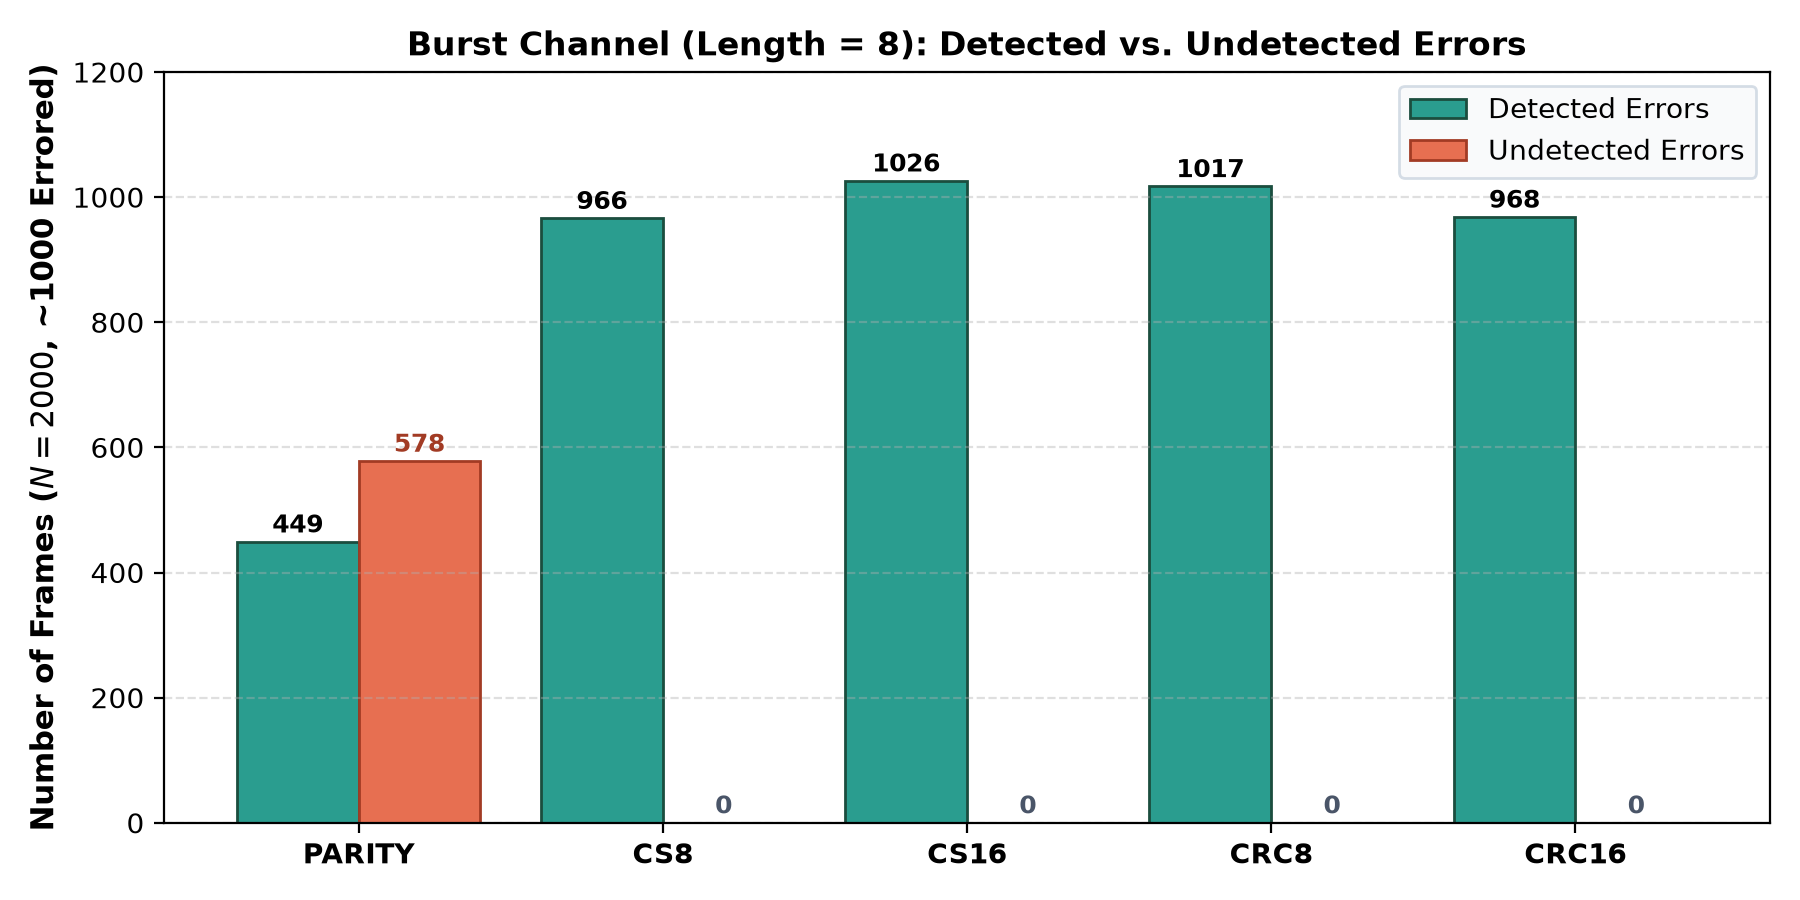 Burst Channel (Length = 8): Detected vs. Undetected Errors
Number of Frames (N = 2000, ~1000 Errored)
1200
1000
800
600
400
200
0
Detected Errors
Undetected Errors
449
578
966
0
1026
0
1017
0
968
0
PARITY
CS8
CS16
CRC8
CRC16